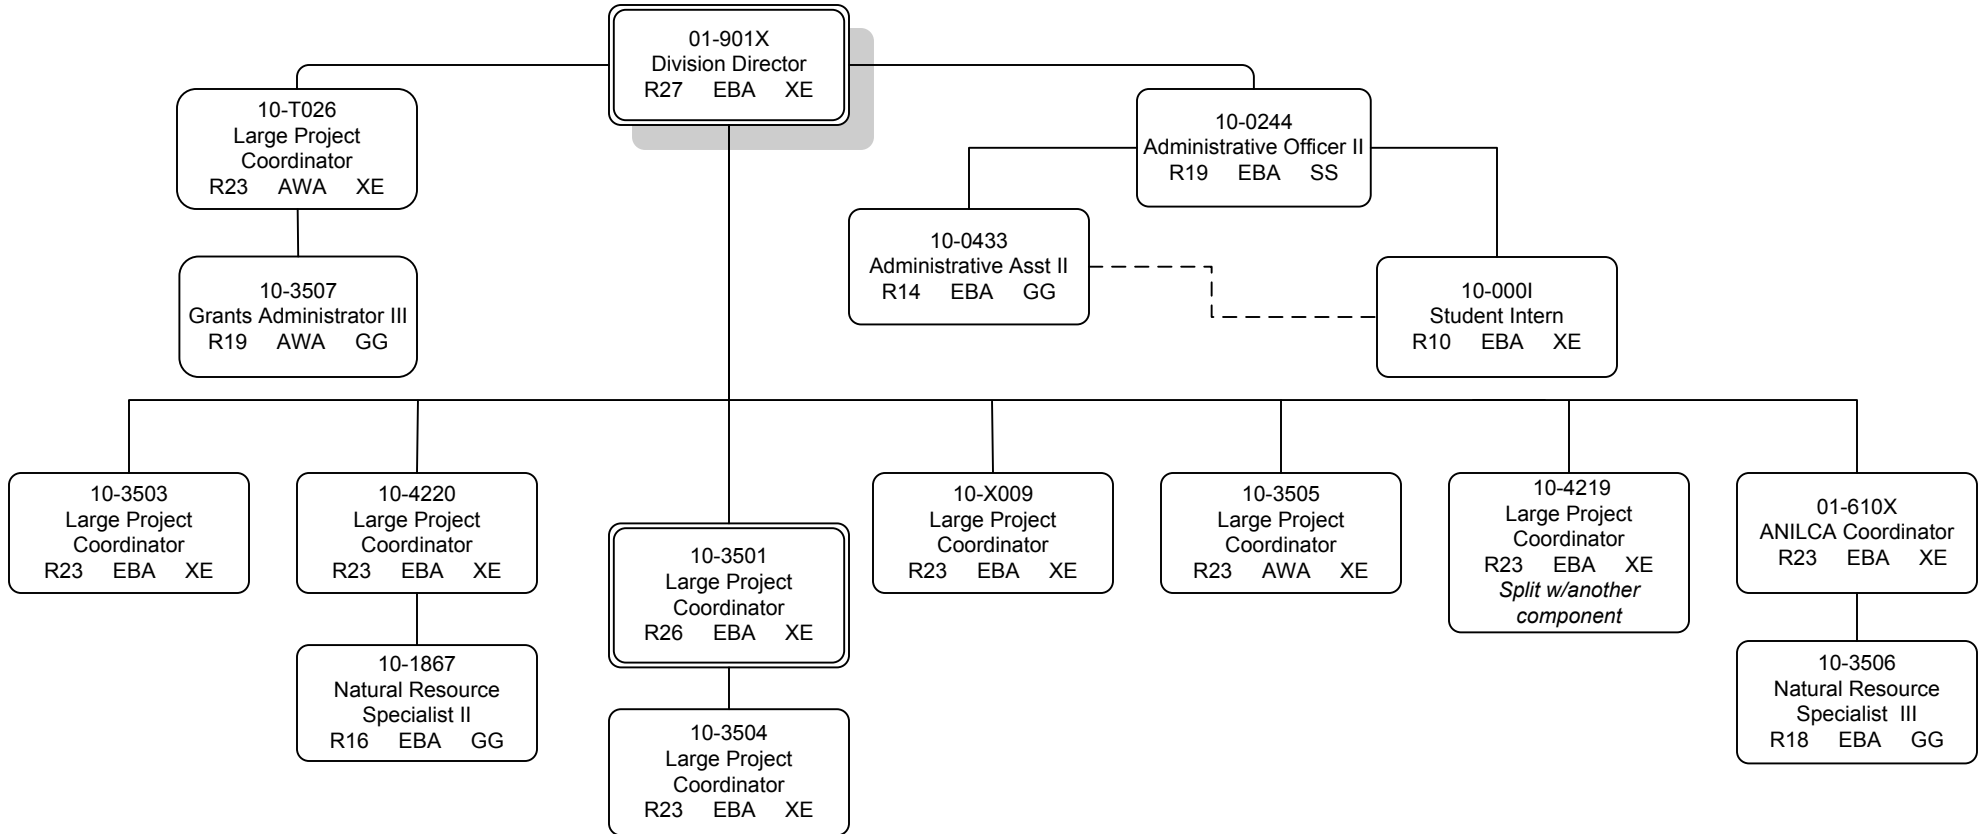 01-901X
Division Director
R27 EBA XE
10-T026
Large Project
Coordinator
R23 AWA XE
10-0244
Administrative Officer II
R19 EBA SS
10-0433
Administrative Asst II
R14 EBA GG
10-3507
Grants Administrator III
R19 AWA GG
10-000I
Student Intern
R10 EBA XE
10-3503
Large Project
Coordinator
R23 EBA XE
10-4220
Large Project
Coordinator
R23 EBA XE
10-3501
Large Project
Coordinator
R26 EBA XE
10-X009
Large Project
Coordinator
R23 EBA XE
10-3505
Large Project
Coordinator
R23 AWA XE
10-4219
Large Project
Coordinator
R23 EBA XE
Split w/another
component
01-610X
ANILCA Coordinator
R23 EBA XE
10-1867
Natural Resource
Specialist II
R16 EBA GG
10-3504
Large Project
Coordinator
R23 EBA XE
10-3506
Natural Resource
Specialist III
R18 EBA GG